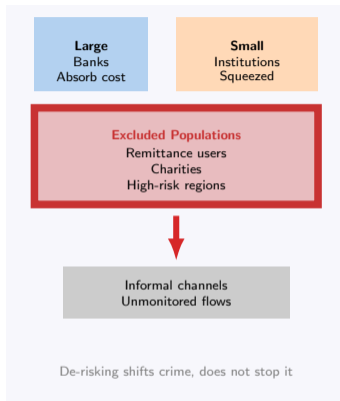 Large
Banks
Absorb cost
Small
Institutions
Squeezed
Excluded Populations
Remittance users
Charities
High-risk regions
Informal channels
Unmonitored flows
De-risking shifts crime, does not stop it